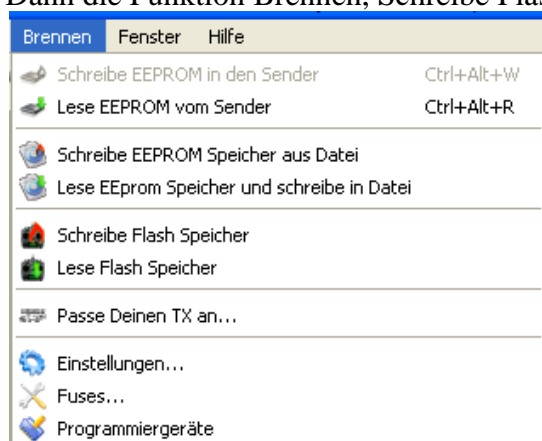 Dann die Funktion Brennen, Schreibe Flas
Brennen Fenster Hilfe
Schreibe EEPROM in den Sender Ctrl+Alt+W
Lese EEPROM vom Sender Ctrl+Alt+R
Schreibe EEPROM Speicher aus Datei
Lese EEprom Speicher und schreibe in Datei
Schreibe Flash Speicher
Lese Flash Speicher
Passe Deinen TX an...
Einstellungen...
Fuses...
Programmiergeräte